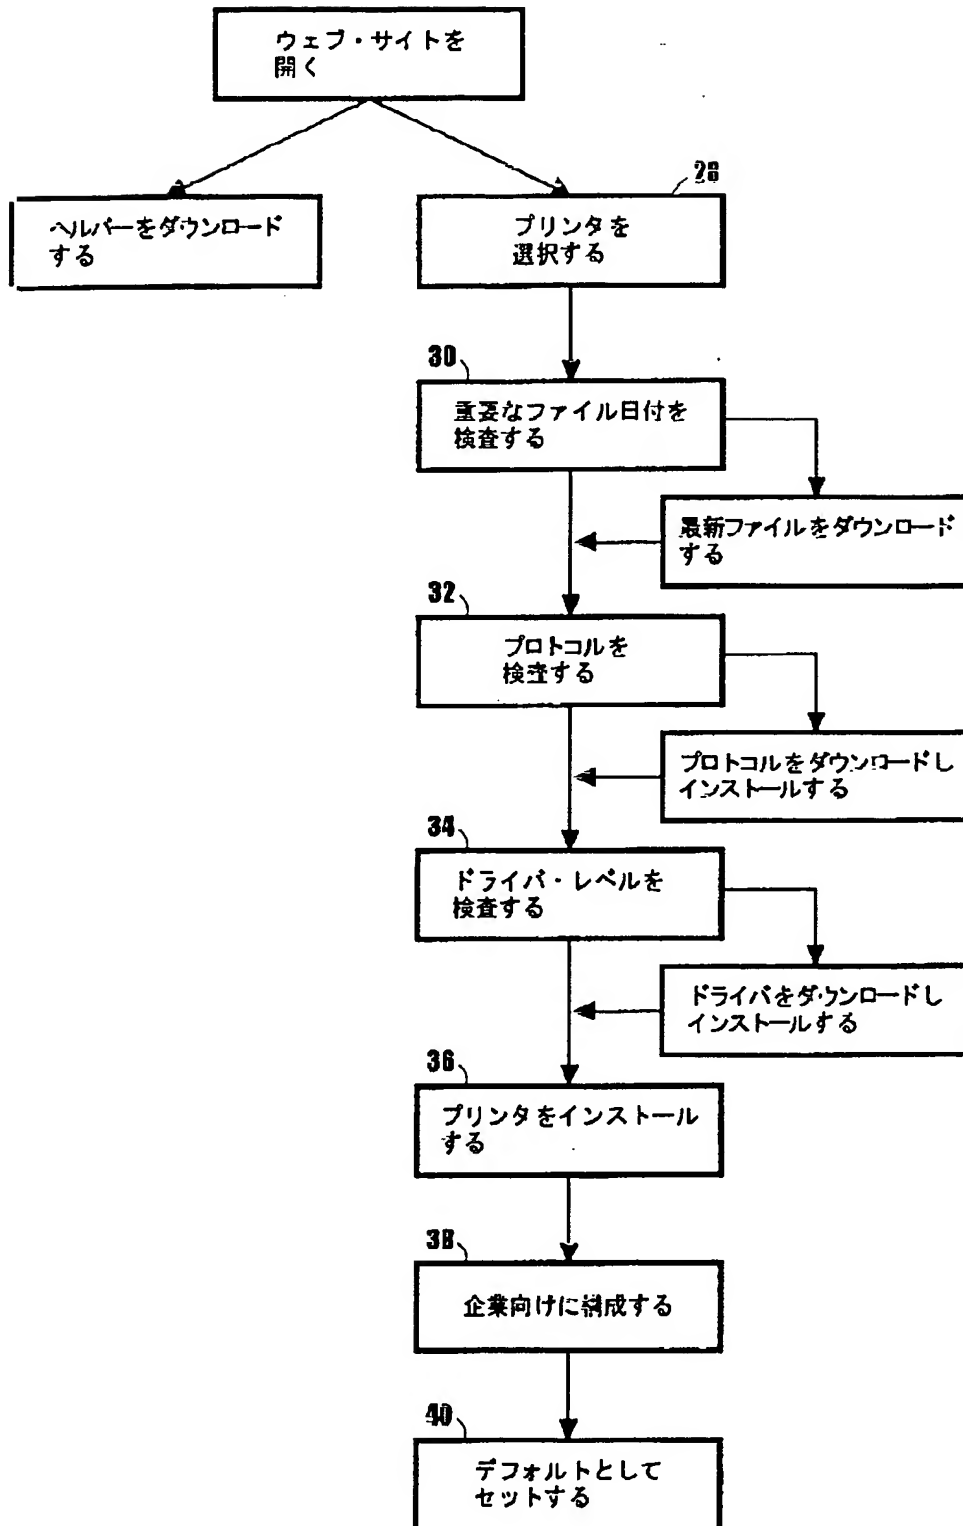 ウェブ・サイトを
開く
ヘルパーをダウンロード
する
28
プリンタを
選択する
30
重要なファイル日付を
検査する
最新ファイルをダウンロード
する
32
プロトコルを
検査する
プロトコルをダウンロードし
インストールする
34
ドライバ・レベルを
検査する
ドライバをダウンロードし
インストールする
36
プリンタをインストール
する
38
企業向けに構成する
40
デフォルトとして
セットする